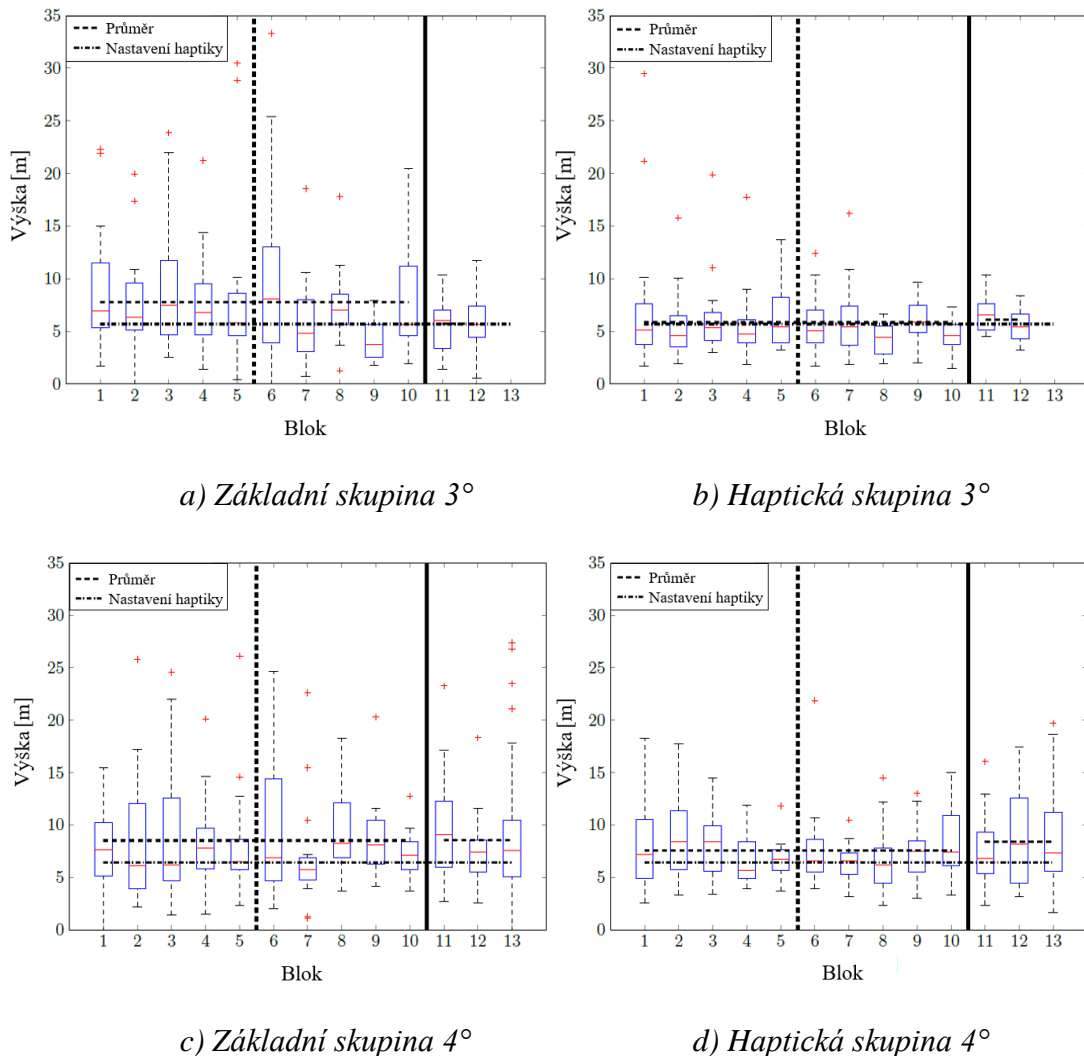 35
30
25
20
15
10
5
0
Výška [m]
Průměr
Nastavení haptiky
1 2 3 4 5 6 7 8 9 10 11 12 13
Blok
a) Základní skupina 3°
35
30
25
20
15
10
5
0
Výška [m]
Průměr
Nastavení haptiky
1 2 3 4 5 6 7 8 9 10 11 12 13
Blok
b) Haptická skupina 3°
35
30
25
20
15
10
5
0
Výška [m]
Průměr
Nastavení haptiky
1 2 3 4 5 6 7 8 9 10 11 12 13
Blok
c) Základní skupina 4°
35
30
25
20
15
10
5
0
Výška [m]
Průměr
Nastavení haptiky
1 2 3 4 5 6 7 8 9 10 11 12 13
Blok
d) Haptická skupina 4°